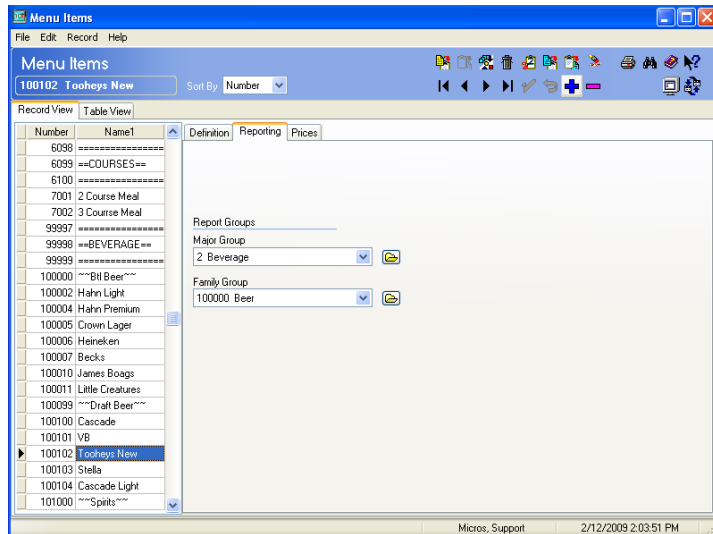 Menu Items
File Edit Record Help
Menu Items
100102 Tooheys New
Sort By Number
Record View Table View
Number Name1
6098 ================
6099 ==COURSES==
6100 ================
7001 2 Course Meal
7002 3 Courrse Meal
99997 ================
99998 ==BEVERAGE==
99999 ================
100000 ~~Btl Beer~~
100002 Hahn Light
100004 Hahn Premium
100005 Crown Lager
100006 Heineken
100007 Becks
100010 James Boags
100011 Little Creatures
100099 ~~Draft Beer~~
100100 Cascade
100101 VB
100102 Tooheys New
100103 Stella
100104 Cascade Light
101000 ~~Spirits~~
Definition Reporting Prices
Report Groups
Major Group
2 Beverage
Family Group
100000 Beer
Micros, Support 2/12/2009 2:03:51 PM